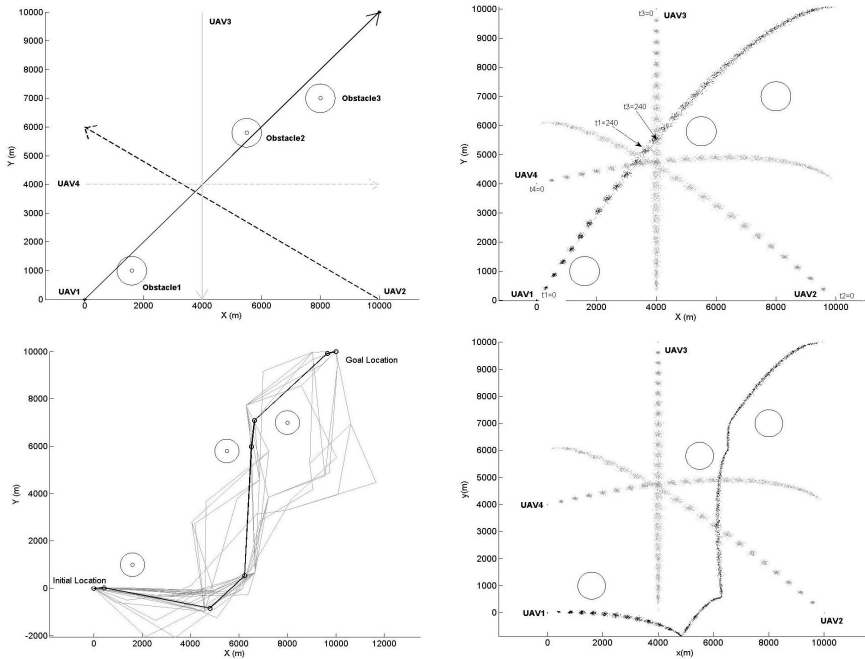 10000
9000
8000
7000
6000
5000
4000
3000
2000
1000
0
Y (m)
UAV3
Obstacle3
Obstacle2
UAV4
Obstacle1
UAV1
UAV2
0 2000 4000 6000 8000 10000
X (m)
10000
9000
8000
7000
6000
5000
4000
3000
2000
1000
0
Y (m)
t3=0
UAV3
t3=240
t1=240
UAV4
t4=0
UAV1
t1=0
UAV2
t2=0
0 2000 4000 6000 8000 10000
X (m)
10000
8000
6000
4000
2000
0
-2000
Y (m)
Goal Location
Initial Location
0 2000 4000 6000 8000 10000 12000
X (m)
10000
9000
8000
7000
6000
5000
4000
3000
2000
1000
0
y(m)
UAV3
UAV4
UAV1
UAV2
0 2000 4000 6000 8000 10000
x(m)